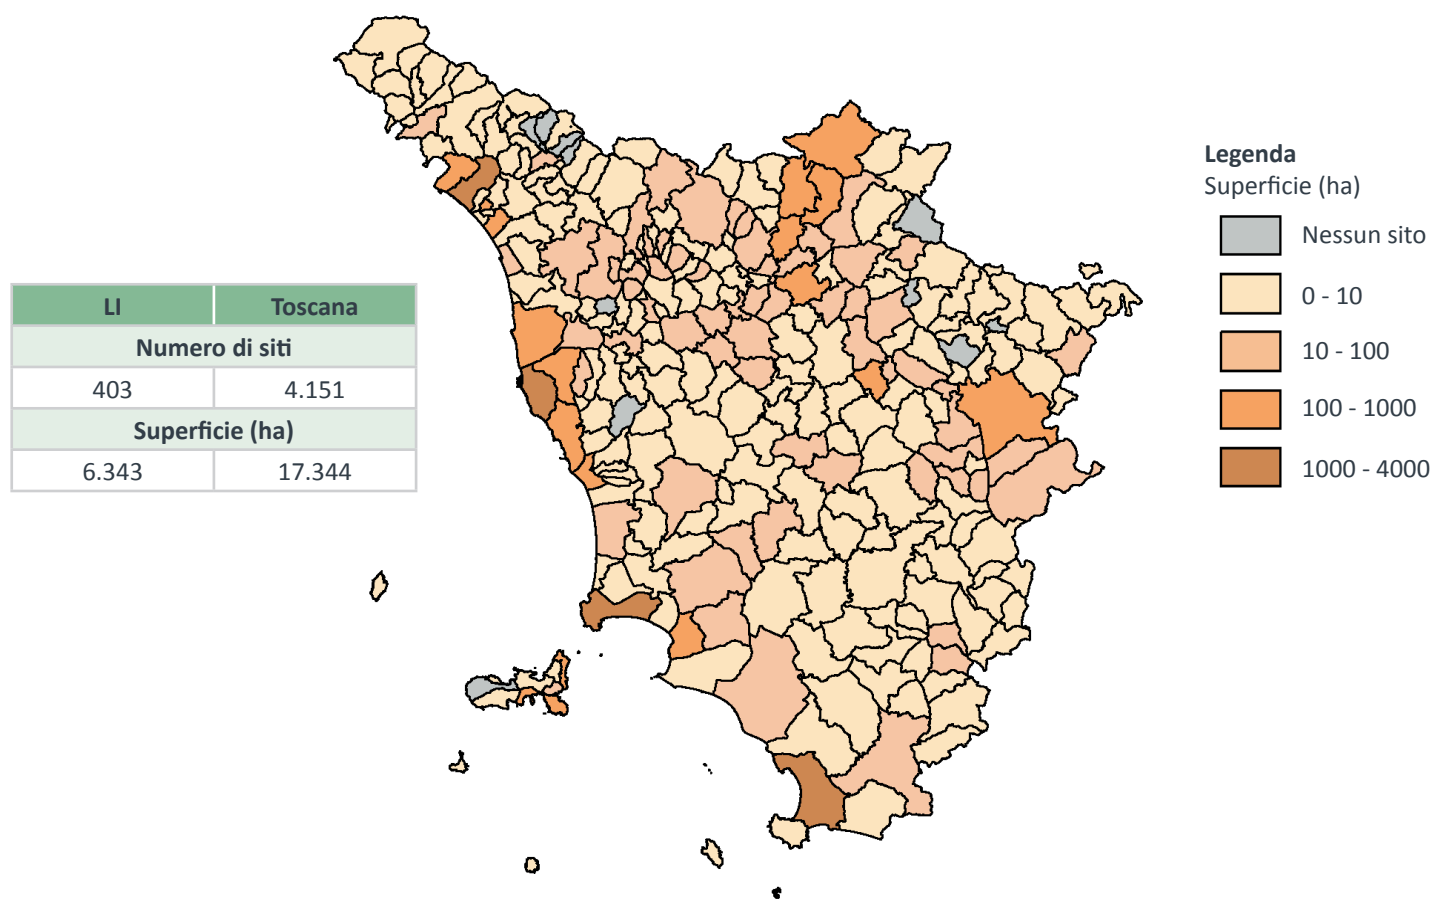 LI Toscana
Numero di siti
403 4.151
Superficie (ha)
6.343 17.344
Legenda
Superficie (ha)
Nessun sito
0 - 10
10 - 100
100 - 1000
1000 - 4000